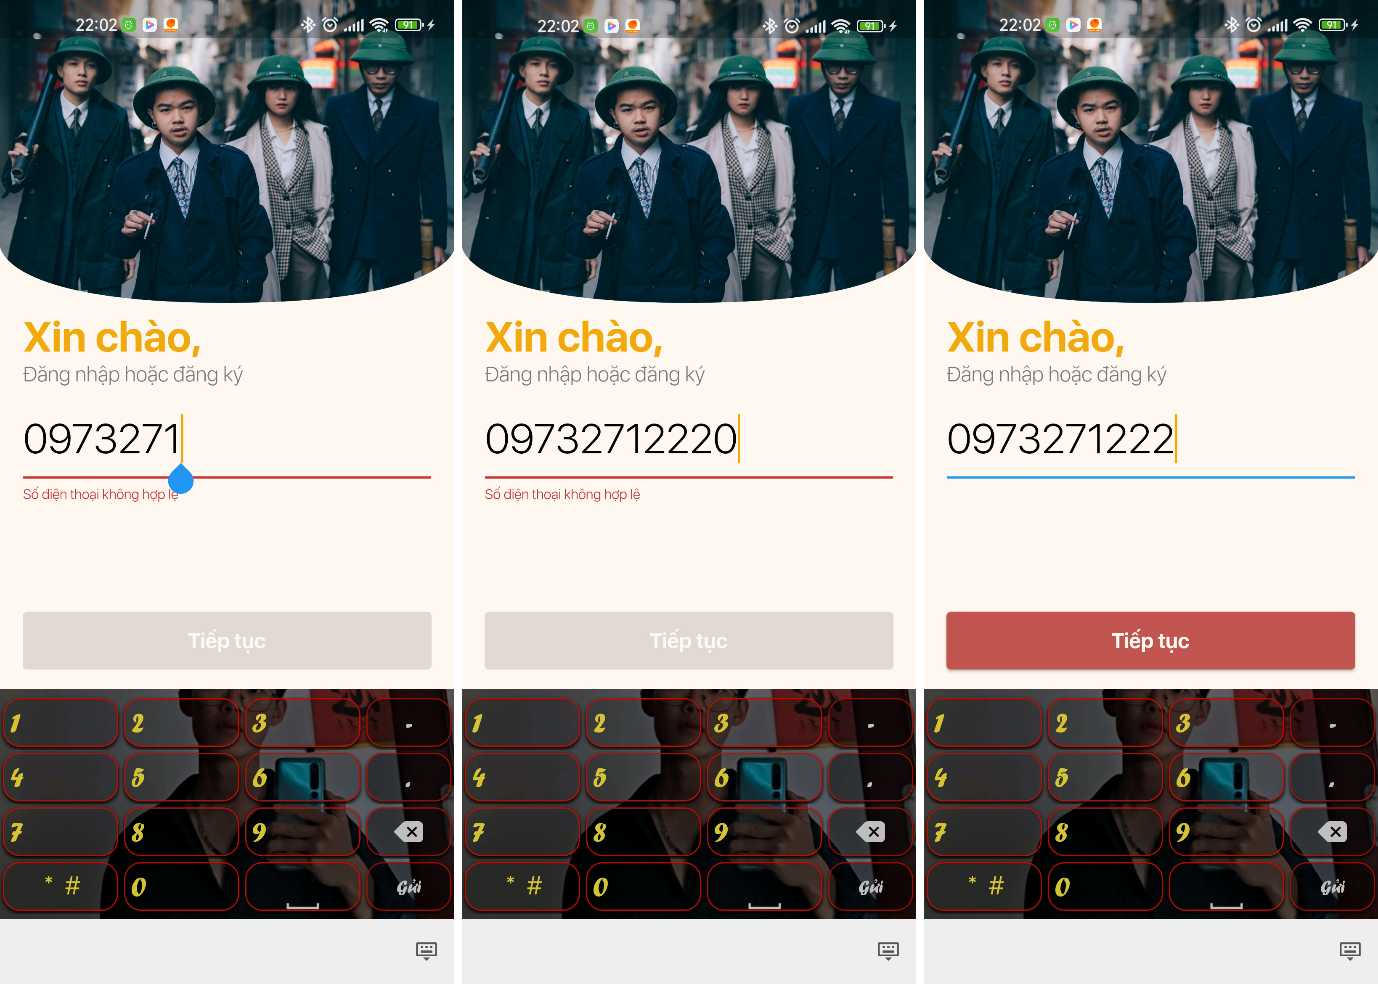 22:02
91
Xin chào,
Đăng nhập hoặc đăng ký
0973271
Số điện thoại không hợp lệ
Tiếp tục
1 2 3 -
4 5 6 .
7 8 9
* # 0 Gửi
22:02
91
Xin chào,
Đăng nhập hoặc đăng ký
09732712220
Số điện thoại không hợp lệ
Tiếp tục
1 2 3 -
4 5 6 .
7 8 9
* # 0 Gửi
22:02
91
Xin chào,
Đăng nhập hoặc đăng ký
0973271222
Tiếp tục
1 2 3 -
4 5 6 .
7 8 9
* # 0 Gửi